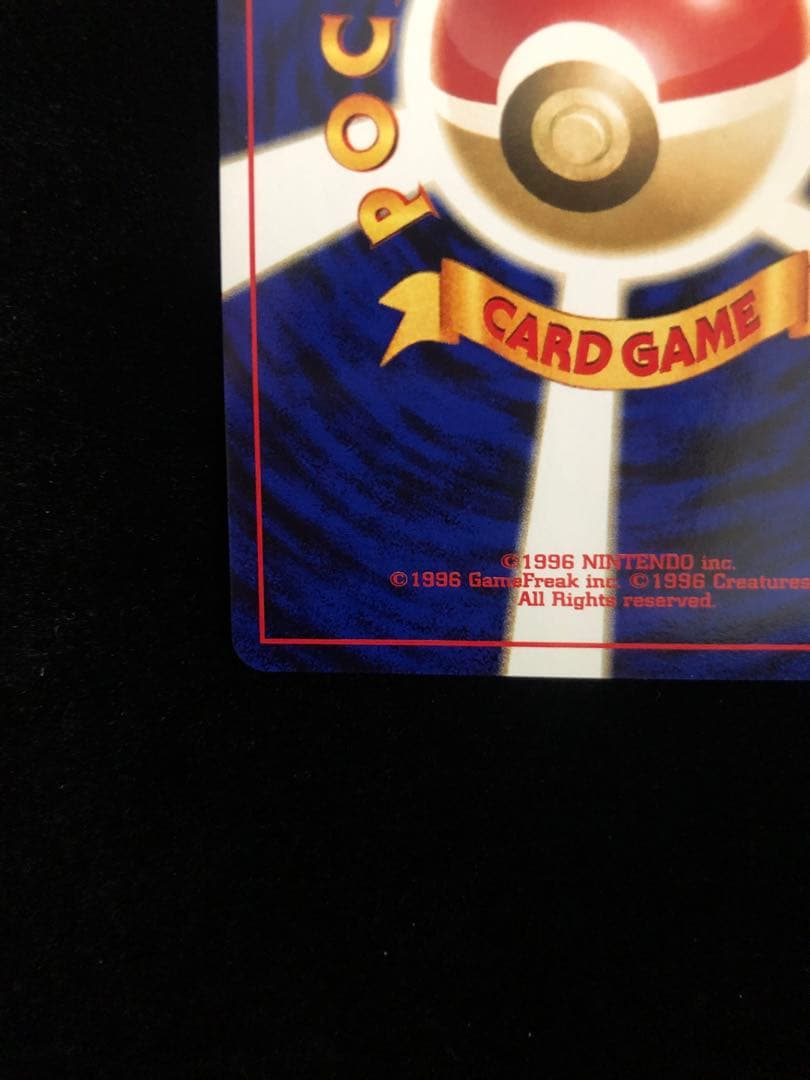 POC
CARD GAME
©1996 NINTENDO inc.
©1996 GameFreak inc. ©1996 Creatures
All Rights reserved.